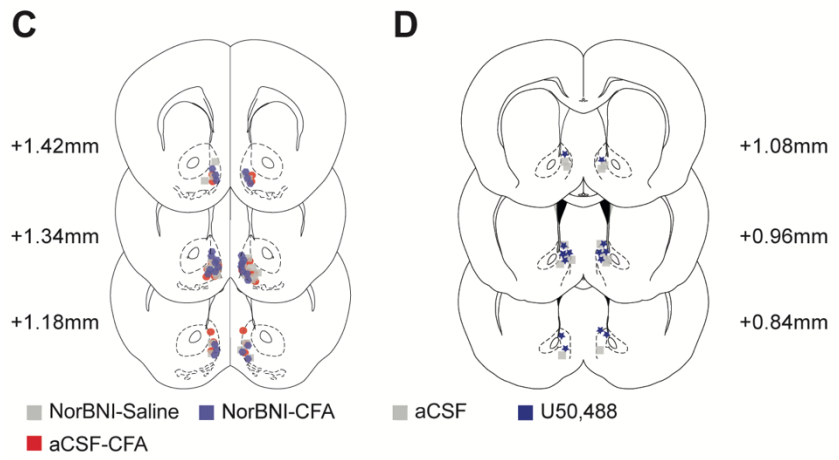 C
D
+1.42mm
+1.08mm
+1.34mm
+0.96mm
+1.18mm
+0.84mm
NorBNI-Saline NorBNI-CFA aCSF U50,488
aCSF-CFA